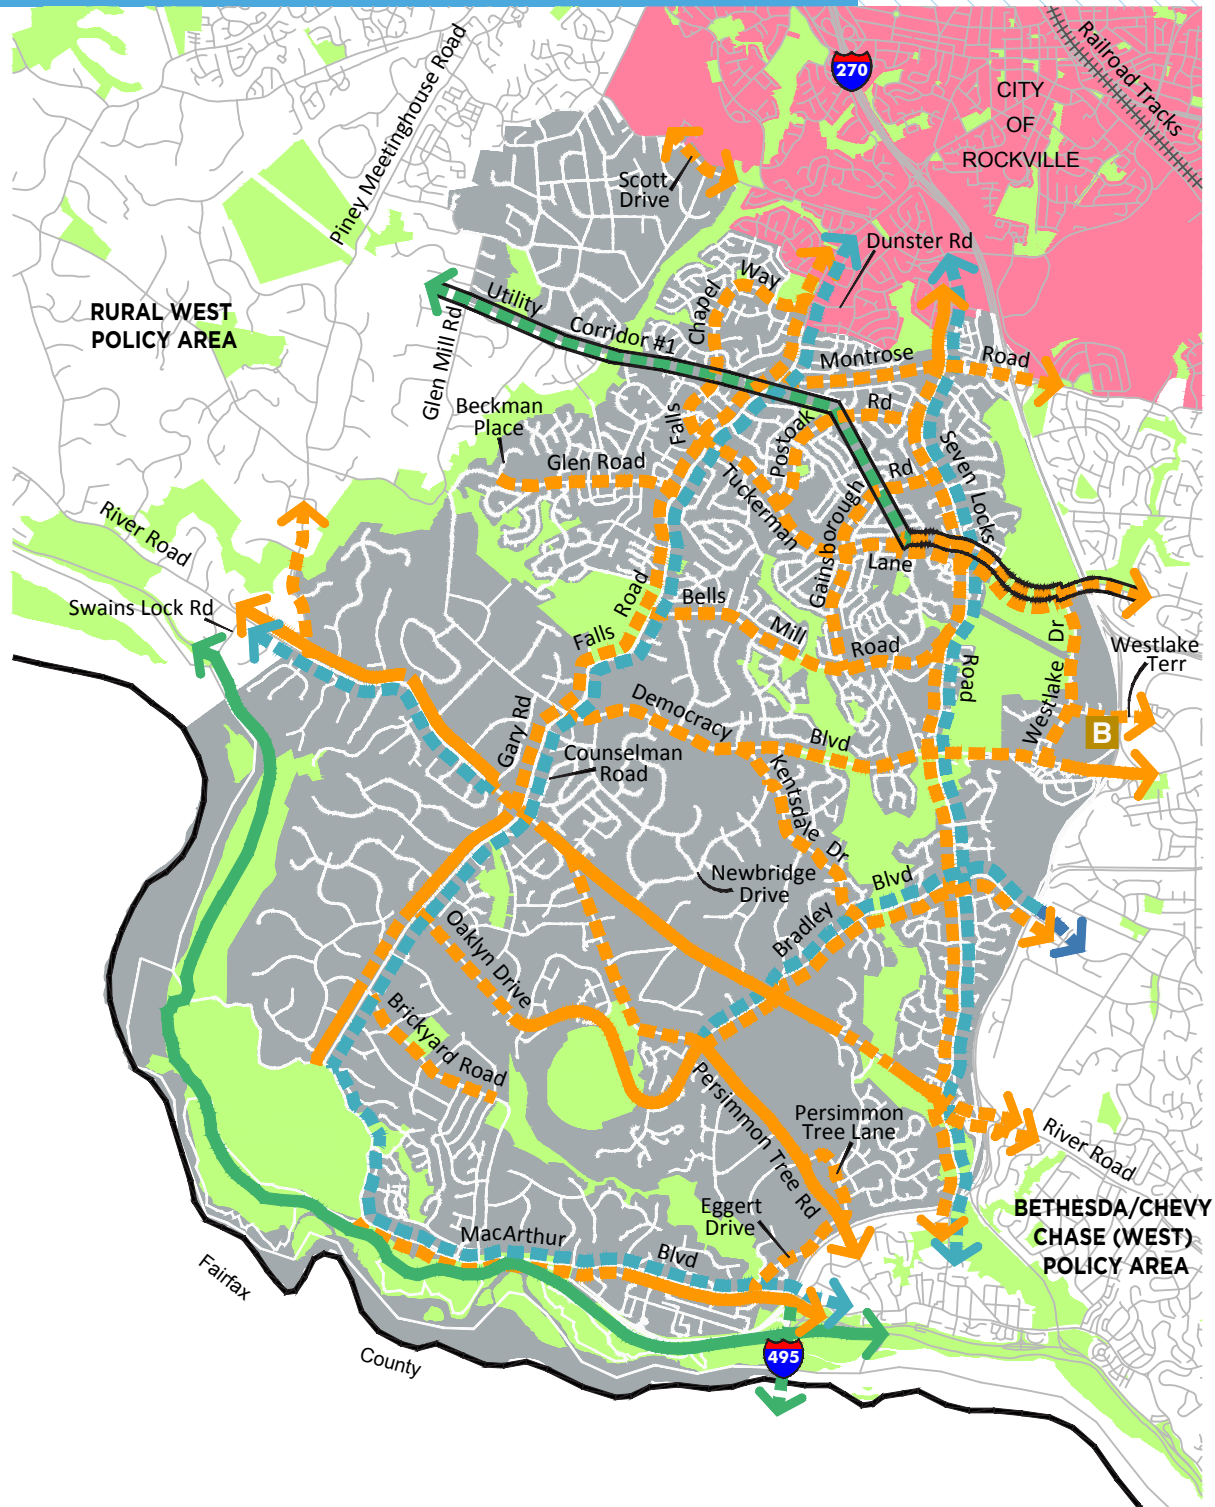 270
Railroad Tracks
CITY
OF
ROCKVILLE
Piney Meetinghouse Road
Scott
Drive
Dunster Rd
Way
Chapel
Utility
Corridor #1
RURAL WEST
POLICY AREA
Glen Mill Rd
Montrose
Road
Beckman
Place
Falls
Rd
Postoak
Seven Locks
Glen Road
Tuckerman
Rd
Gainsborough
River Road
Lane
Swains Lock Rd
Road
Bells
Falls
Mill
Road
Dr
Westlake
Terr
Road
Democracy
Westlake
Gary Rd
B
Blvd
Counselman
Road
Kentsdale Dr
Newbridge
Drive
Blvd
Bradley
Oaklyn Drive
Brickyard Road
Persimmon Tree Rd
Persimmon
Tree Lane
River Road
Eggert
Drive
BETHESDA/CHEVY
CHASE (WEST)
POLICY AREA
MacArthur
Blvd
Fairfax
County
495